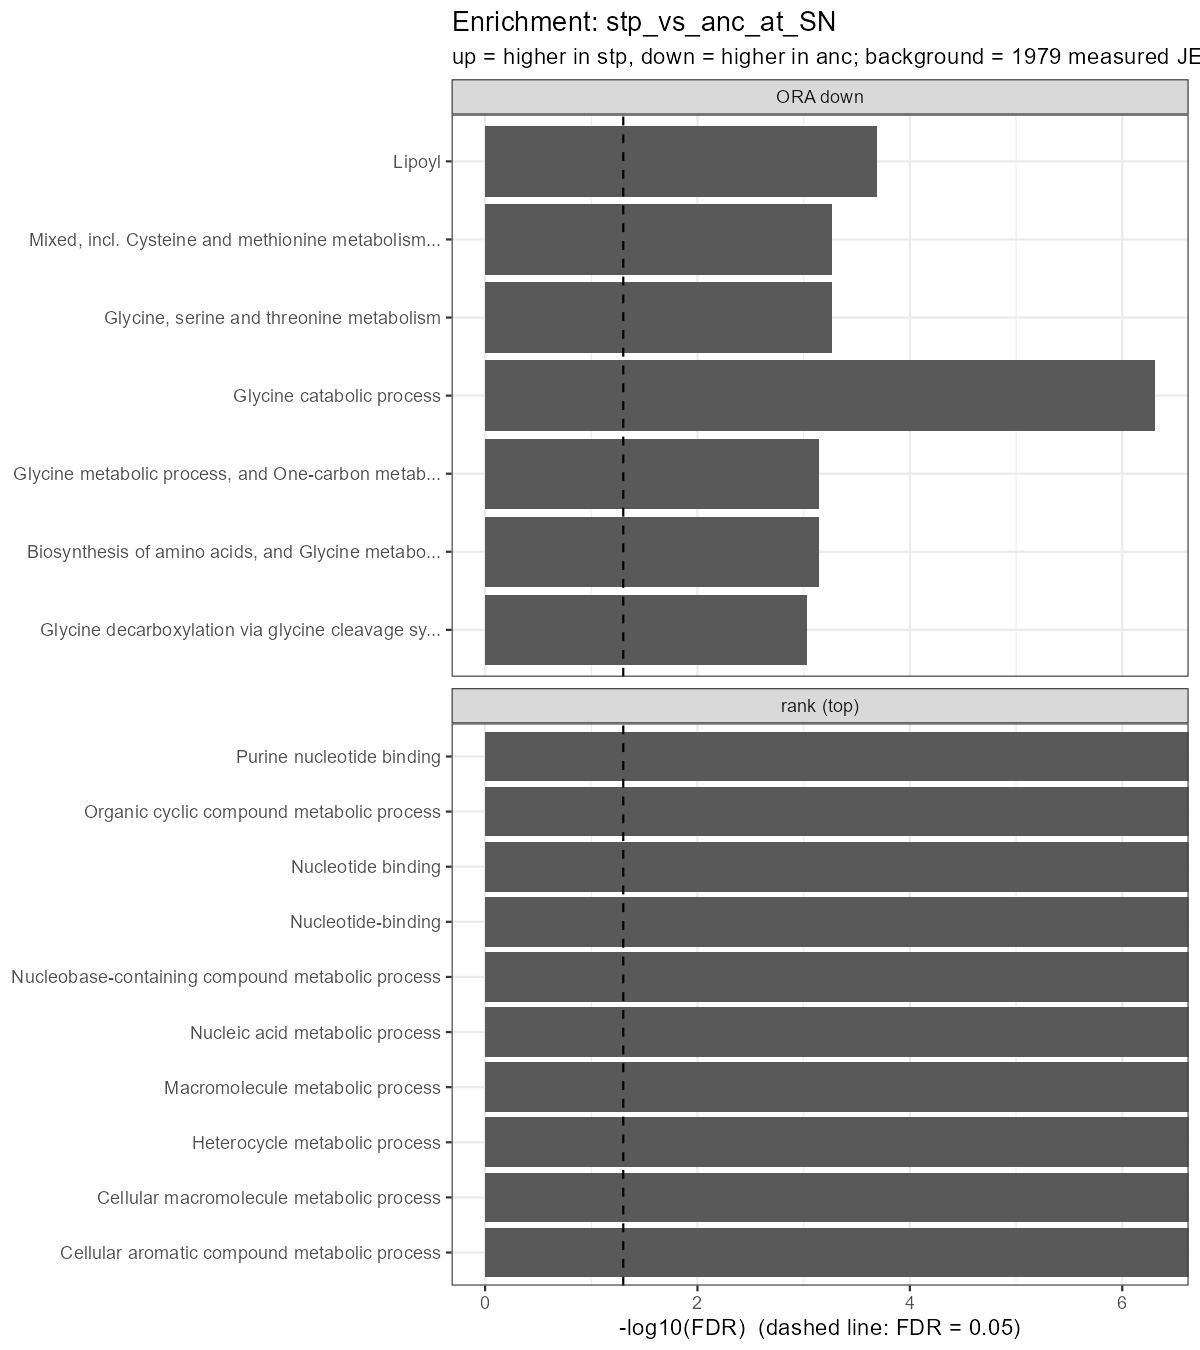 Enrichment: stp_vs_anc_at_SN
up = higher in stp, down = higher in anc; background = 1979 measured JE
ORA down
Lipoyl
Mixed, incl. Cysteine and methionine metabolism...
Glycine, serine and threonine metabolism
Glycine catabolic process
Glycine metabolic process, and One-carbon metab...
Biosynthesis of amino acids, and Glycine metabo...
Glycine decarboxylation via glycine cleavage sy...
rank (top)
Purine nucleotide binding
Organic cyclic compound metabolic process
Nucleotide binding
Nucleotide-binding
Nucleobase-containing compound metabolic process
Nucleic acid metabolic process
Macromolecule metabolic process
Heterocycle metabolic process
Cellular macromolecule metabolic process
Cellular aromatic compound metabolic process
0 2 4 6
-log10(FDR) (dashed line: FDR = 0.05)